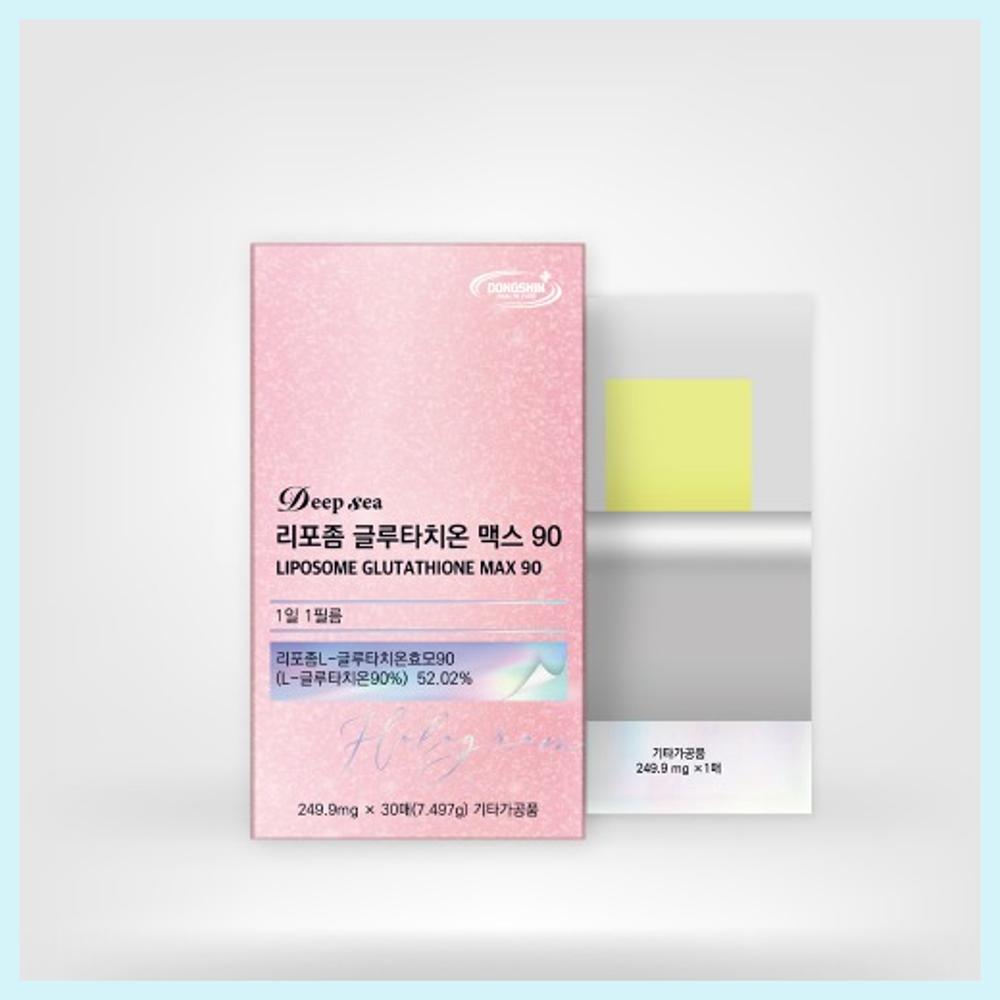 DONGSHIN
Deep sea
리포좀 글루타치온 맥스 90
LIPOSOME GLUTATHIONE MAX 90
1일 1필름
리포좀L-글루타치온효모90
(L-글루타치온90%) 52.02%
Hologram
249.9mg × 30매(7.497g) 기타가공품
기타가공품
249.9 mg ×1매